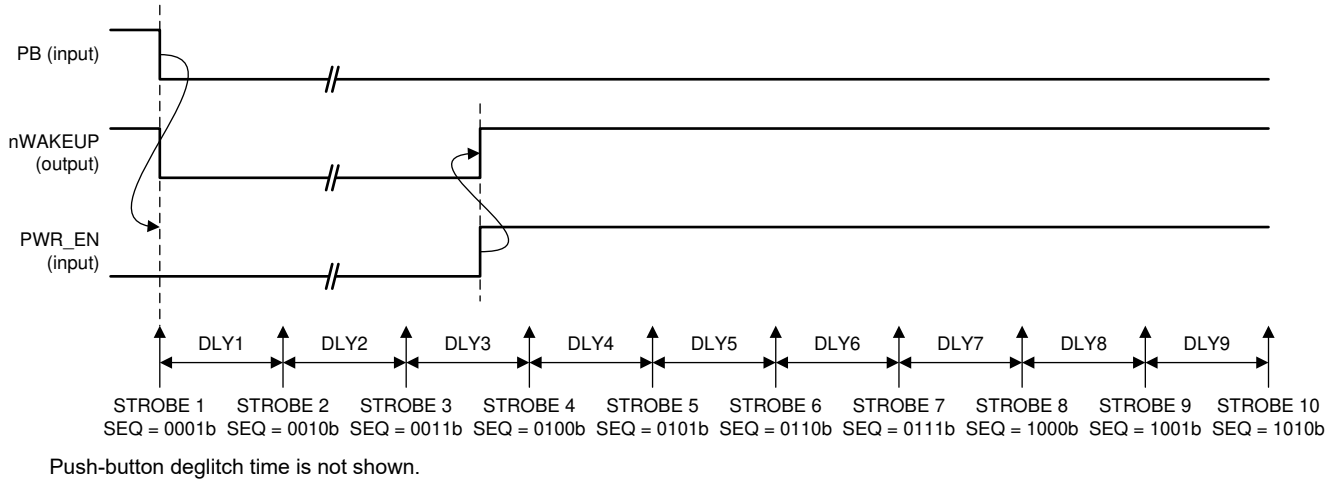 PB (input)
nWAKEUP
(output)
PWR_EN
(input)
DLY1 DLY2 DLY3 DLY4 DLY5 DLY6 DLY7 DLY8 DLY9
STROBE 1 STROBE 2 STROBE 3 STROBE 4 STROBE 5 STROBE 6 STROBE 7 STROBE 8 STROBE 9 STROBE 10
SEQ = 0001b SEQ = 0010b SEQ = 0011b SEQ = 0100b SEQ = 0101b SEQ = 0110b SEQ = 0111b SEQ = 1000b SEQ = 1001b SEQ = 1010b
Push-button deglitch time is not shown.